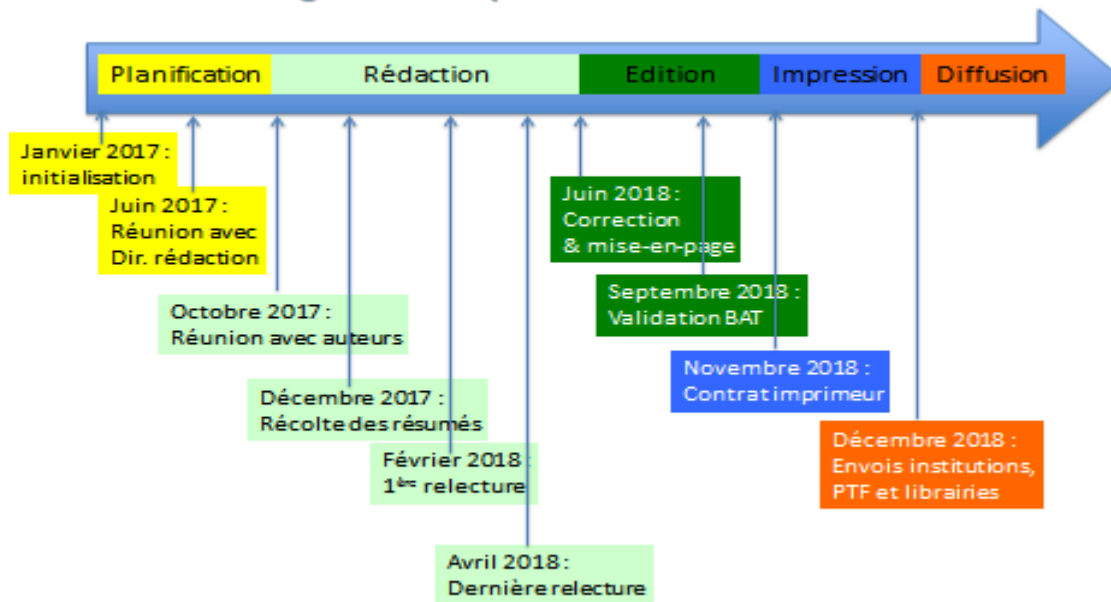 Planification
Rédaction
Edition
Impression
Diffusion
Janvier 2017 :
initialisation
Juin 2017 :
Réunion avec
Dir. rédaction
Octobre 2017 :
Réunion avec auteurs
Décembre 2017 :
Récolte des résumés
Février 2018 :
1ère relecture
Avril 2018 :
Dernière relecture
Juin 2018 :
Correction
& mise-en-page
Septembre 2018 :
Validation BAT
Novembre 2018 :
Contrat imprimeur
Décembre 2018 :
Envois institutions,
PTF et librairies